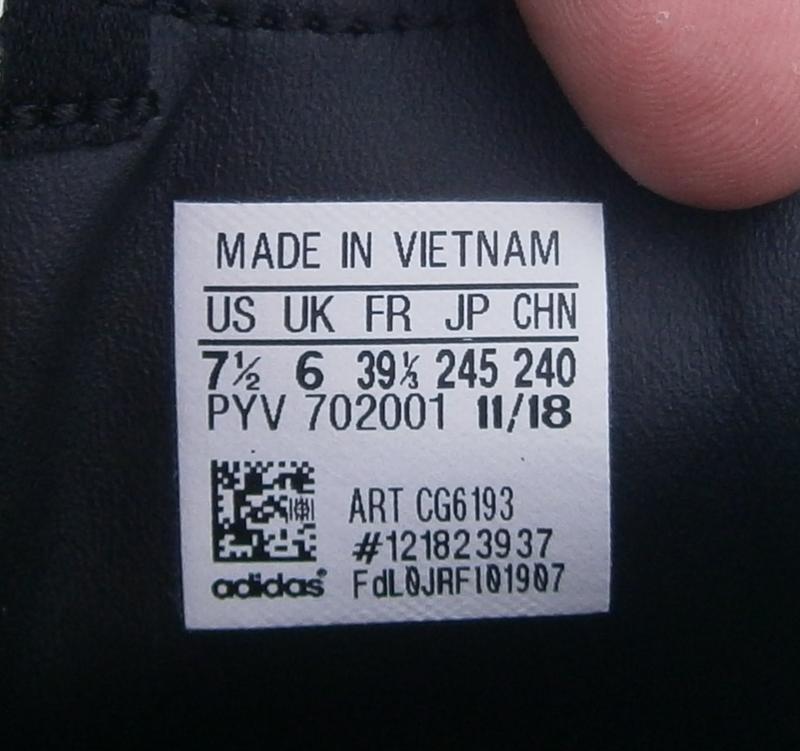 MADE IN VIETNAM
US UK FR JP CHN
7½ 6 39⅓ 245 240
PYV 702001 11/18
ART CG6193
#121823937
adidas® FdL0JRFI01907